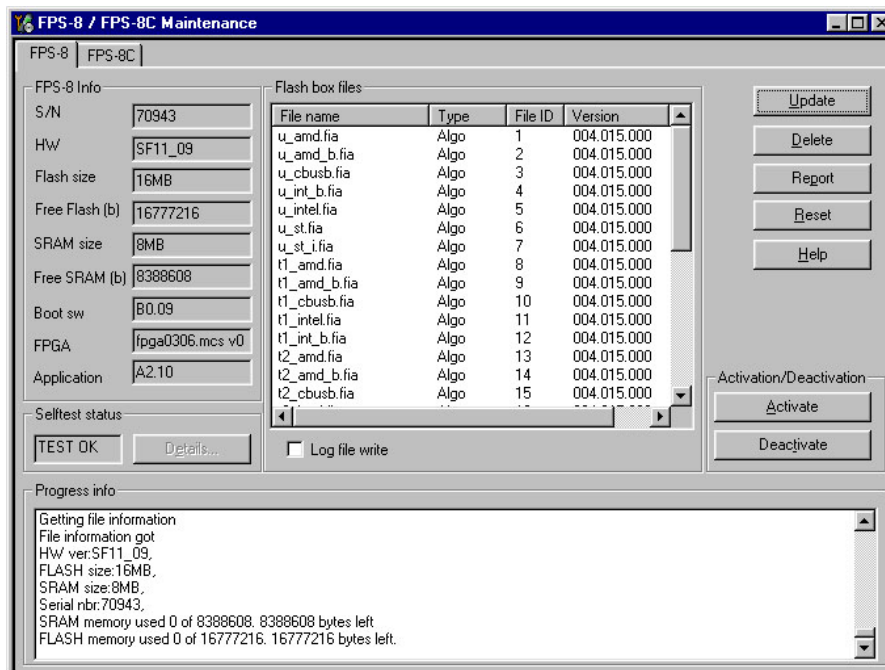 FPS-8 / FPS-8C Maintenance
FPS-8
FPS-8C
FPS-8 Info
S/N 70943
HW SF11_09
Flash size 16MB
Free Flash (b) 16777216
SRAM size 8MB
Free SRAM (b) 8388608
Boot sw B0.09
FPGA fpga0306.mcs v0
Application A2.10
Selftest status
TEST OK Details...
Flash box files
File name Type File ID Version
u_amd.fia Algo 1 004.015.000
u_amd_b.fia Algo 2 004.015.000
u_cbusb.fia Algo 3 004.015.000
u_int_b.fia Algo 4 004.015.000
u_intel.fia Algo 5 004.015.000
u_st.fia Algo 6 004.015.000
u_st_i.fia Algo 7 004.015.000
t1_amd.fia Algo 8 004.015.000
t1_amd_b.fia Algo 9 004.015.000
t1_cbusb.fia Algo 10 004.015.000
t1_intel.fia Algo 11 004.015.000
t1_int_b.fia Algo 12 004.015.000
t2_amd.fia Algo 13 004.015.000
t2_amd_b.fia Algo 14 004.015.000
t2_cbusb.fia Algo 15 004.015.000
Log file write
Update
Delete
Report
Reset
Help
Activation/Deactivation
Activate
Deactivate
Progress info
Getting file information
File information got
HW ver:SF11_09,
FLASH size:16MB,
SRAM size:8MB,
Serial nbr:70943,
SRAM memory used 0 of 8388608. 8388608 bytes left
FLASH memory used 0 of 16777216. 16777216 bytes left.